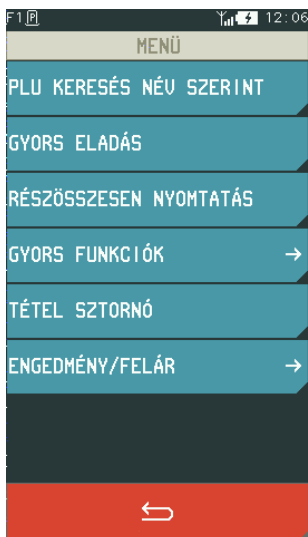 F1 P 12:06
MENÜ
PLU KERESÉS NÉV SZERINT
GYORS ELADÁS
RÉSZÖSSZESEN NYOMTATÁS
GYORS FUNKCIÓK
TÉTEL SZTORNÓ
ENGEDMÉNY/FELÁR